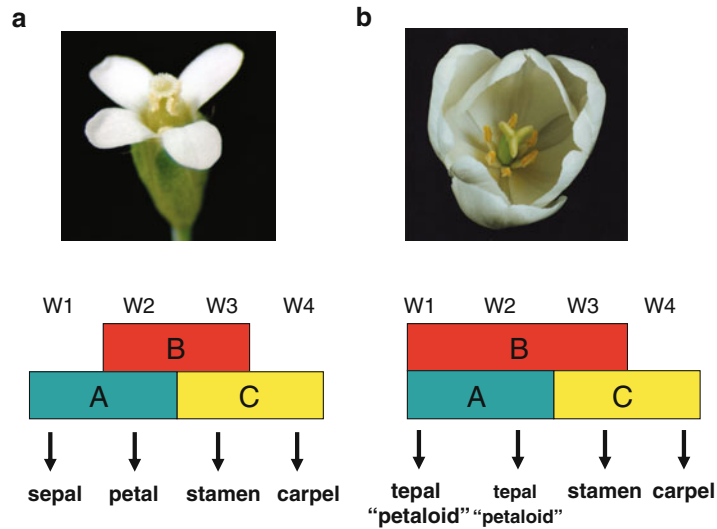 a
b
W1 W2 W3 W4
B
A C
sepal petal stamen carpel
W1 W2 W3 W4
B
A C
tepal tepal stamen carpel
“petaloid” “petaloid”